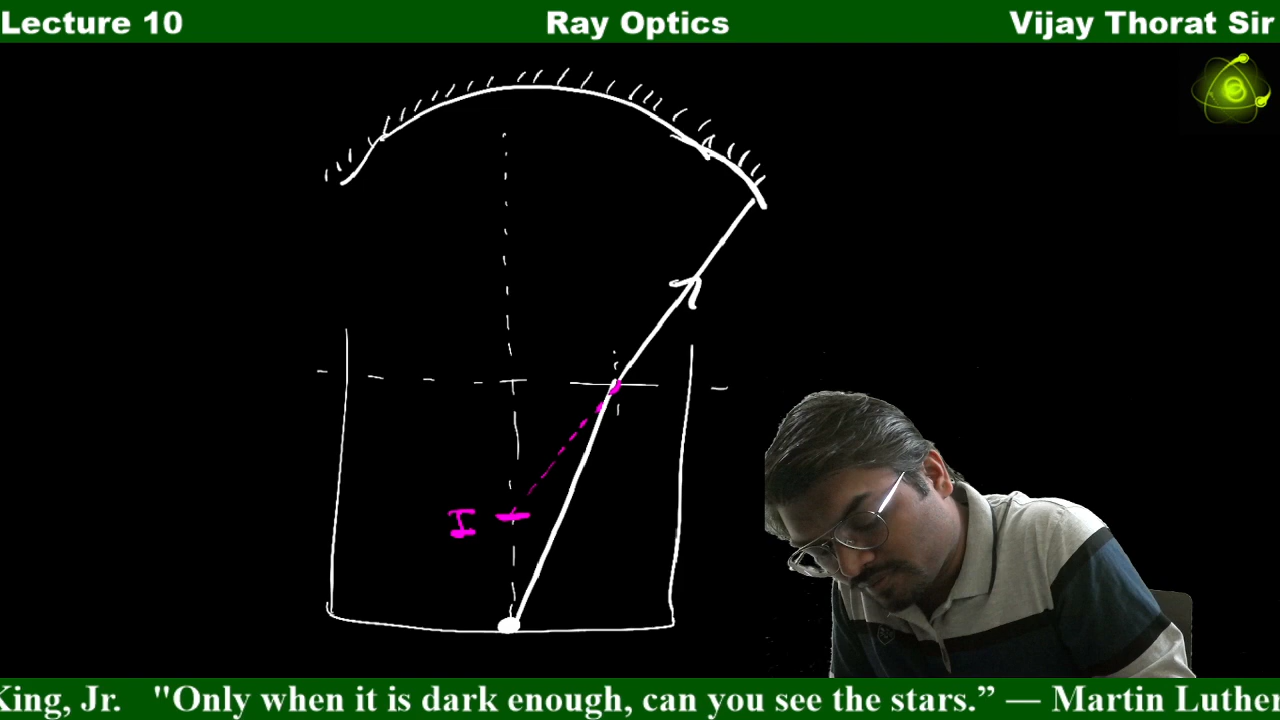 Lecture 10 Ray Optics Vijay Thorat Sir
I
King, Jr. "Only when it is dark enough, can you see the stars.” — Martin Luther